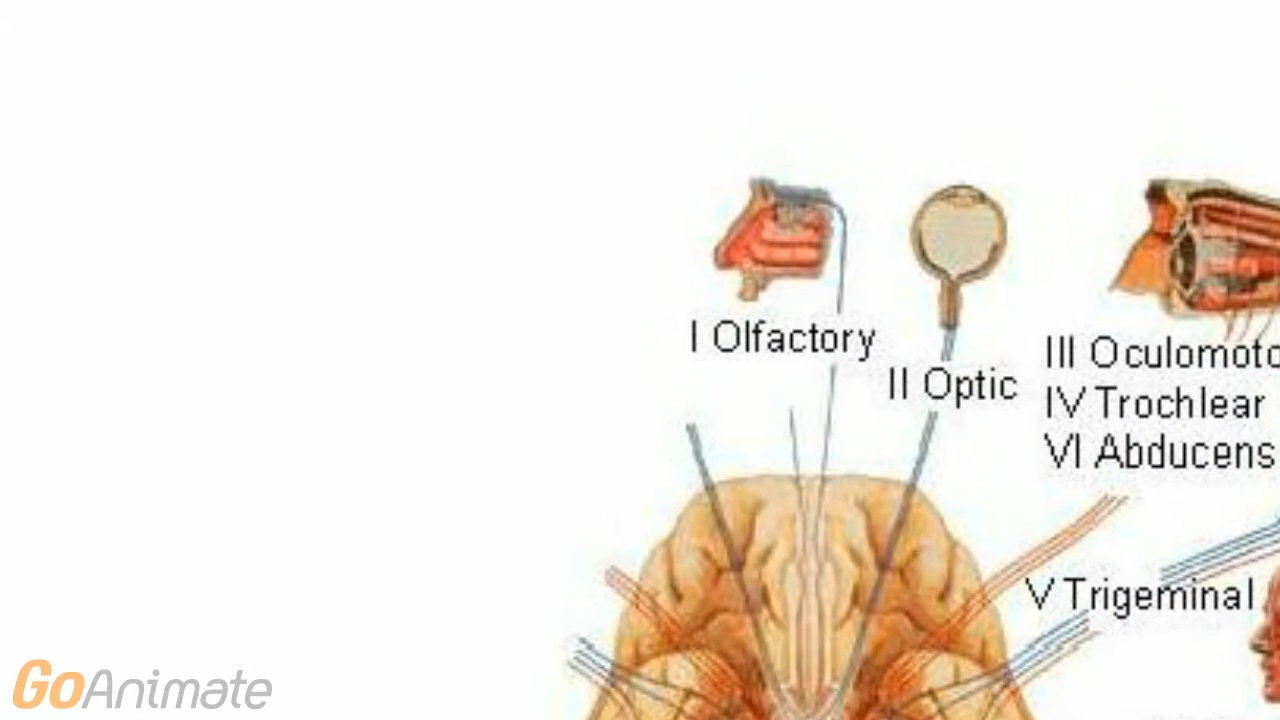 I Olfactory
II Optic
III Oculomoto
IV Trochlear
VI Abducens
V Trigeminal
GoAnimate